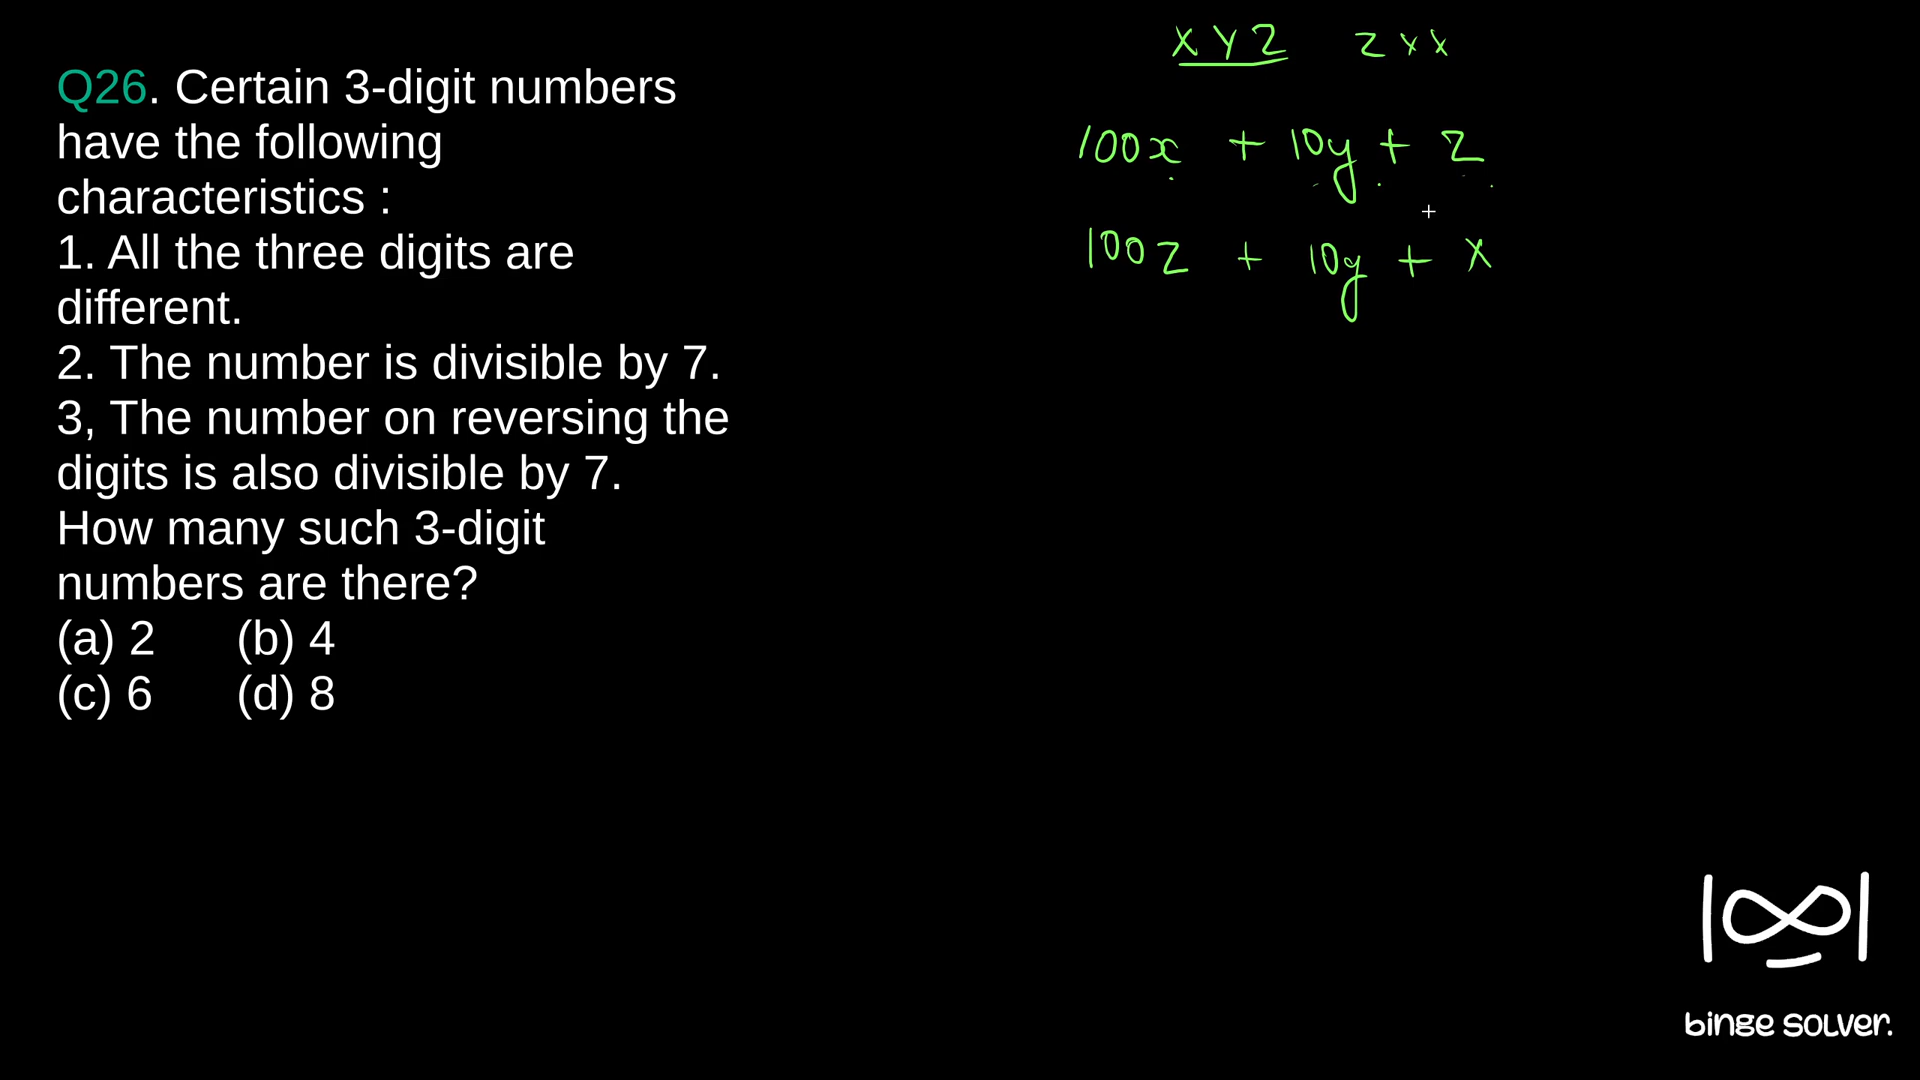 Q26. Certain 3-digit numbers
have the following
characteristics :
1. All the three digits are
different.
2. The number is divisible by 7.
3, The number on reversing the
digits is also divisible by 7.
How many such 3-digit
numbers are there?
(a) 2 (b) 4
(c) 6 (d) 8
x y z z y x
100x + 10y + z
100z + 10y + x
binge SOLVER.